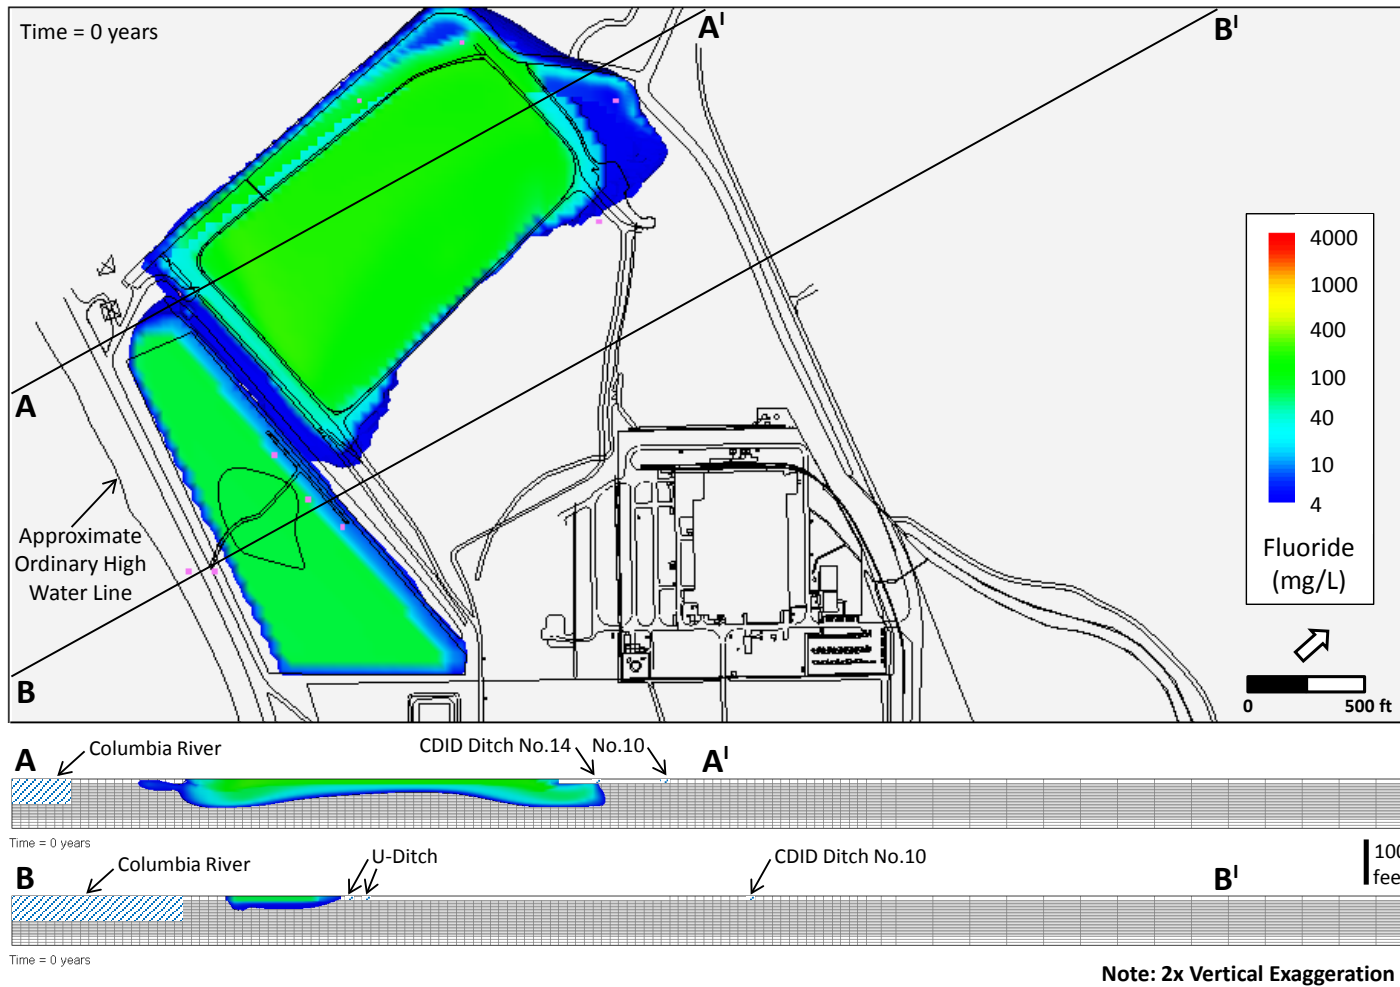 Time = 0 years
A'
B'
4000
1000
400
100
40
10
4
Fluoride
(mg/L)
A
Approximate
Ordinary High
Water Line
B
0 500 ft
A Columbia River CDID Ditch No.14 No.10 A'
Time = 0 years
100
feet
B Columbia River U-Ditch CDID Ditch No.10 B'
Time = 0 years
Note: 2x Vertical Exaggeration